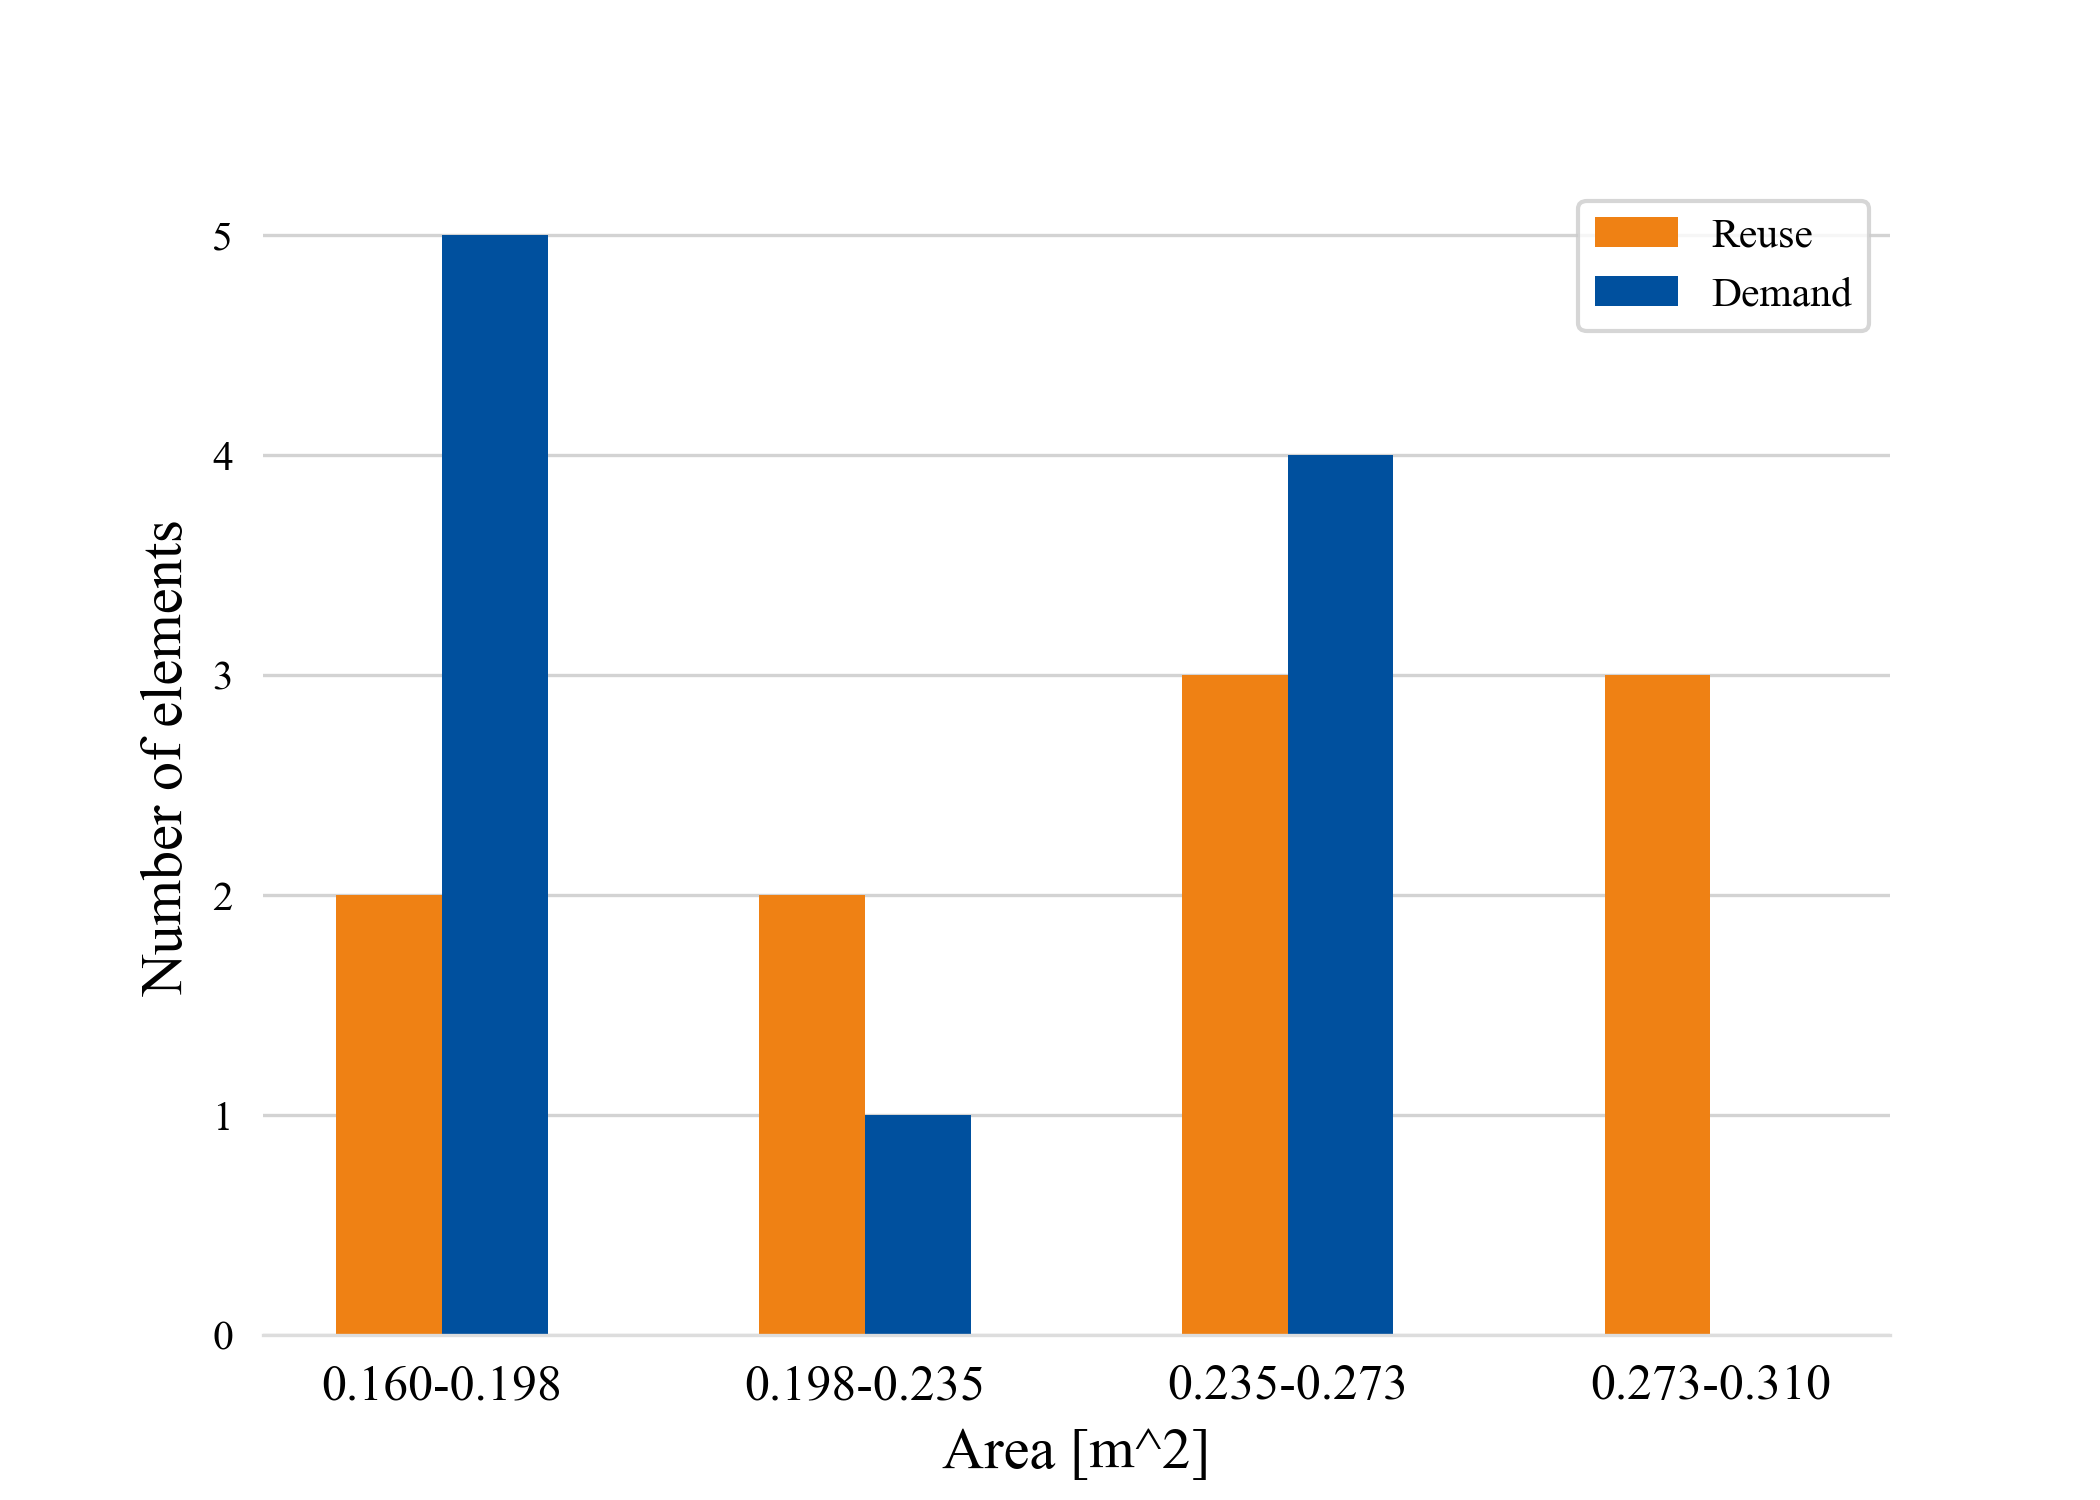 Reuse
Demand
5
4
3
2
1
0
Number of elements
0.160-0.198 0.198-0.235 0.235-0.273 0.273-0.310
Area [m^2]